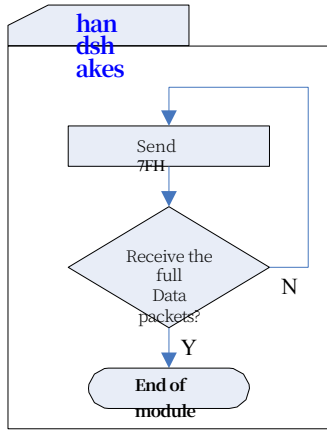 han
dsh
akes
Send
7FH
Receive the
full
Data
packets?
N
Y
End of
module